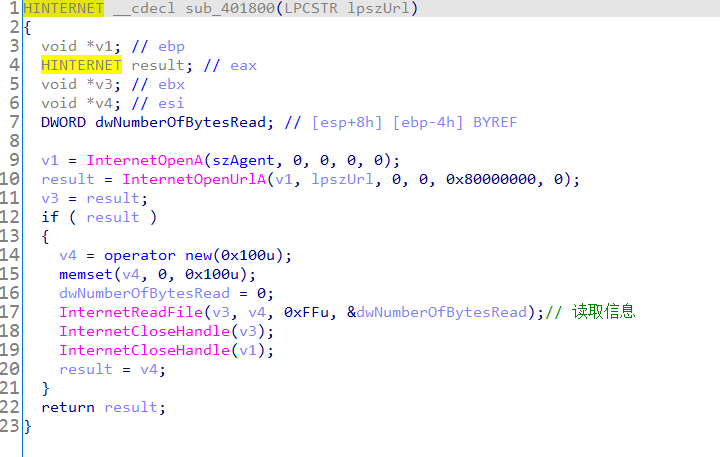 1 HINTERNET __cdecl sub_401800(LPCSTR lpszUrl)
2 {
3   void *v1; // ebp
4   HINTERNET result; // eax
5   void *v3; // ebx
6   void *v4; // esi
7   DWORD dwNumberOfBytesRead; // [esp+8h] [ebp-4h] BYREF
8
9   v1 = InternetOpenA(szAgent, 0, 0, 0, 0);
10   result = InternetOpenUrlA(v1, lpszUrl, 0, 0, 0x80000000, 0);
11   v3 = result;
12   if ( result )
13   {
14     v4 = operator new(0x100u);
15     memset(v4, 0, 0x100u);
16     dwNumberOfBytesRead = 0;
17     InternetReadFile(v3, v4, 0xFFu, &dwNumberOfBytesRead);// 读取信息
18     InternetCloseHandle(v3);
19     InternetCloseHandle(v1);
20     result = v4;
21   }
22   return result;
23 }